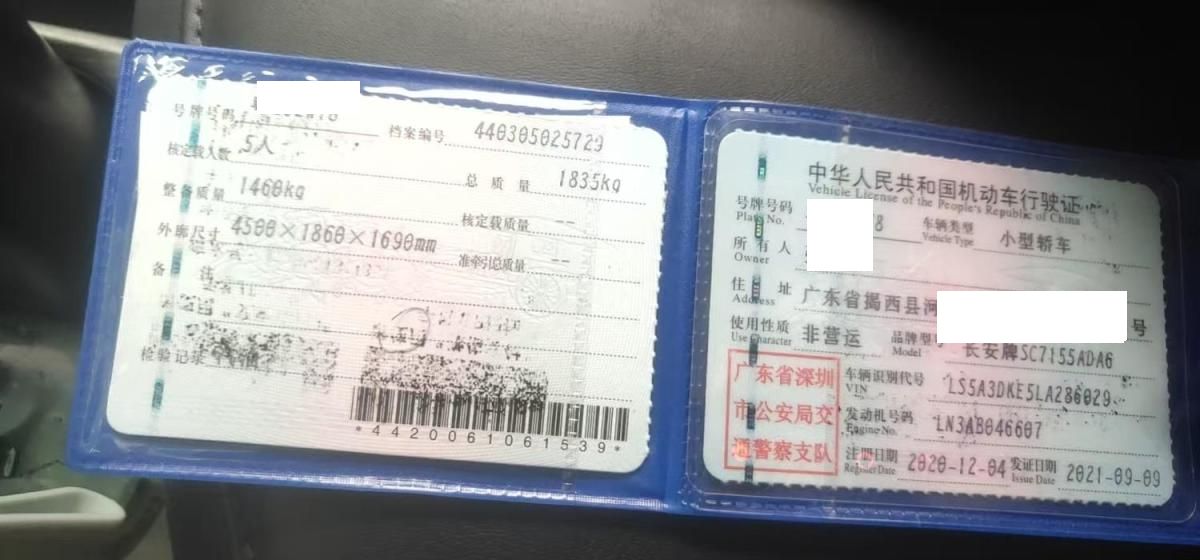 号牌号码
档案编号 440305025729
核定载人数 5人
总质量 1835kg
整备质量 1460kg
核定载质量 --
外廓尺寸 4500×1860×1690mm
准牵引总质量 --
备注
检验记录
*4420061061539*
中华人民共和国机动车行驶证
Vehicle License of the People's Republic of China
号牌号码 8 车辆类型 小型轿车
Plate No. Vehicle Type
所有人
Owner
住址 广东省揭西县河 号
Address
使用性质 非营运 品牌型 长安牌SC7155ADA6
Use Character Model
广东省深圳
市公安局交
通警察支队
车辆识别代号 LS5A3DKE5LA286029
VIN
发动机号码 LN3AB046607
Engine No.
注册日期 2020-12-04 发证日期 2021-09-09
Register Date Issue Date